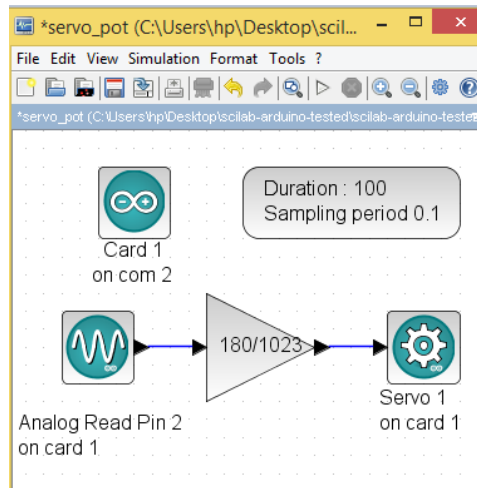 *servo_pot (C:\Users\hp\Desktop\scil...
File Edit View Simulation Format Tools ?
*servo_pot (C:\Users\hp\Desktop\scilab-arduino-tested\scilab-arduino-teste
Duration : 100
Sampling period 0.1
Card 1
on com 2
180/1023
Analog Read Pin 2
on card 1
Servo 1
on card 1